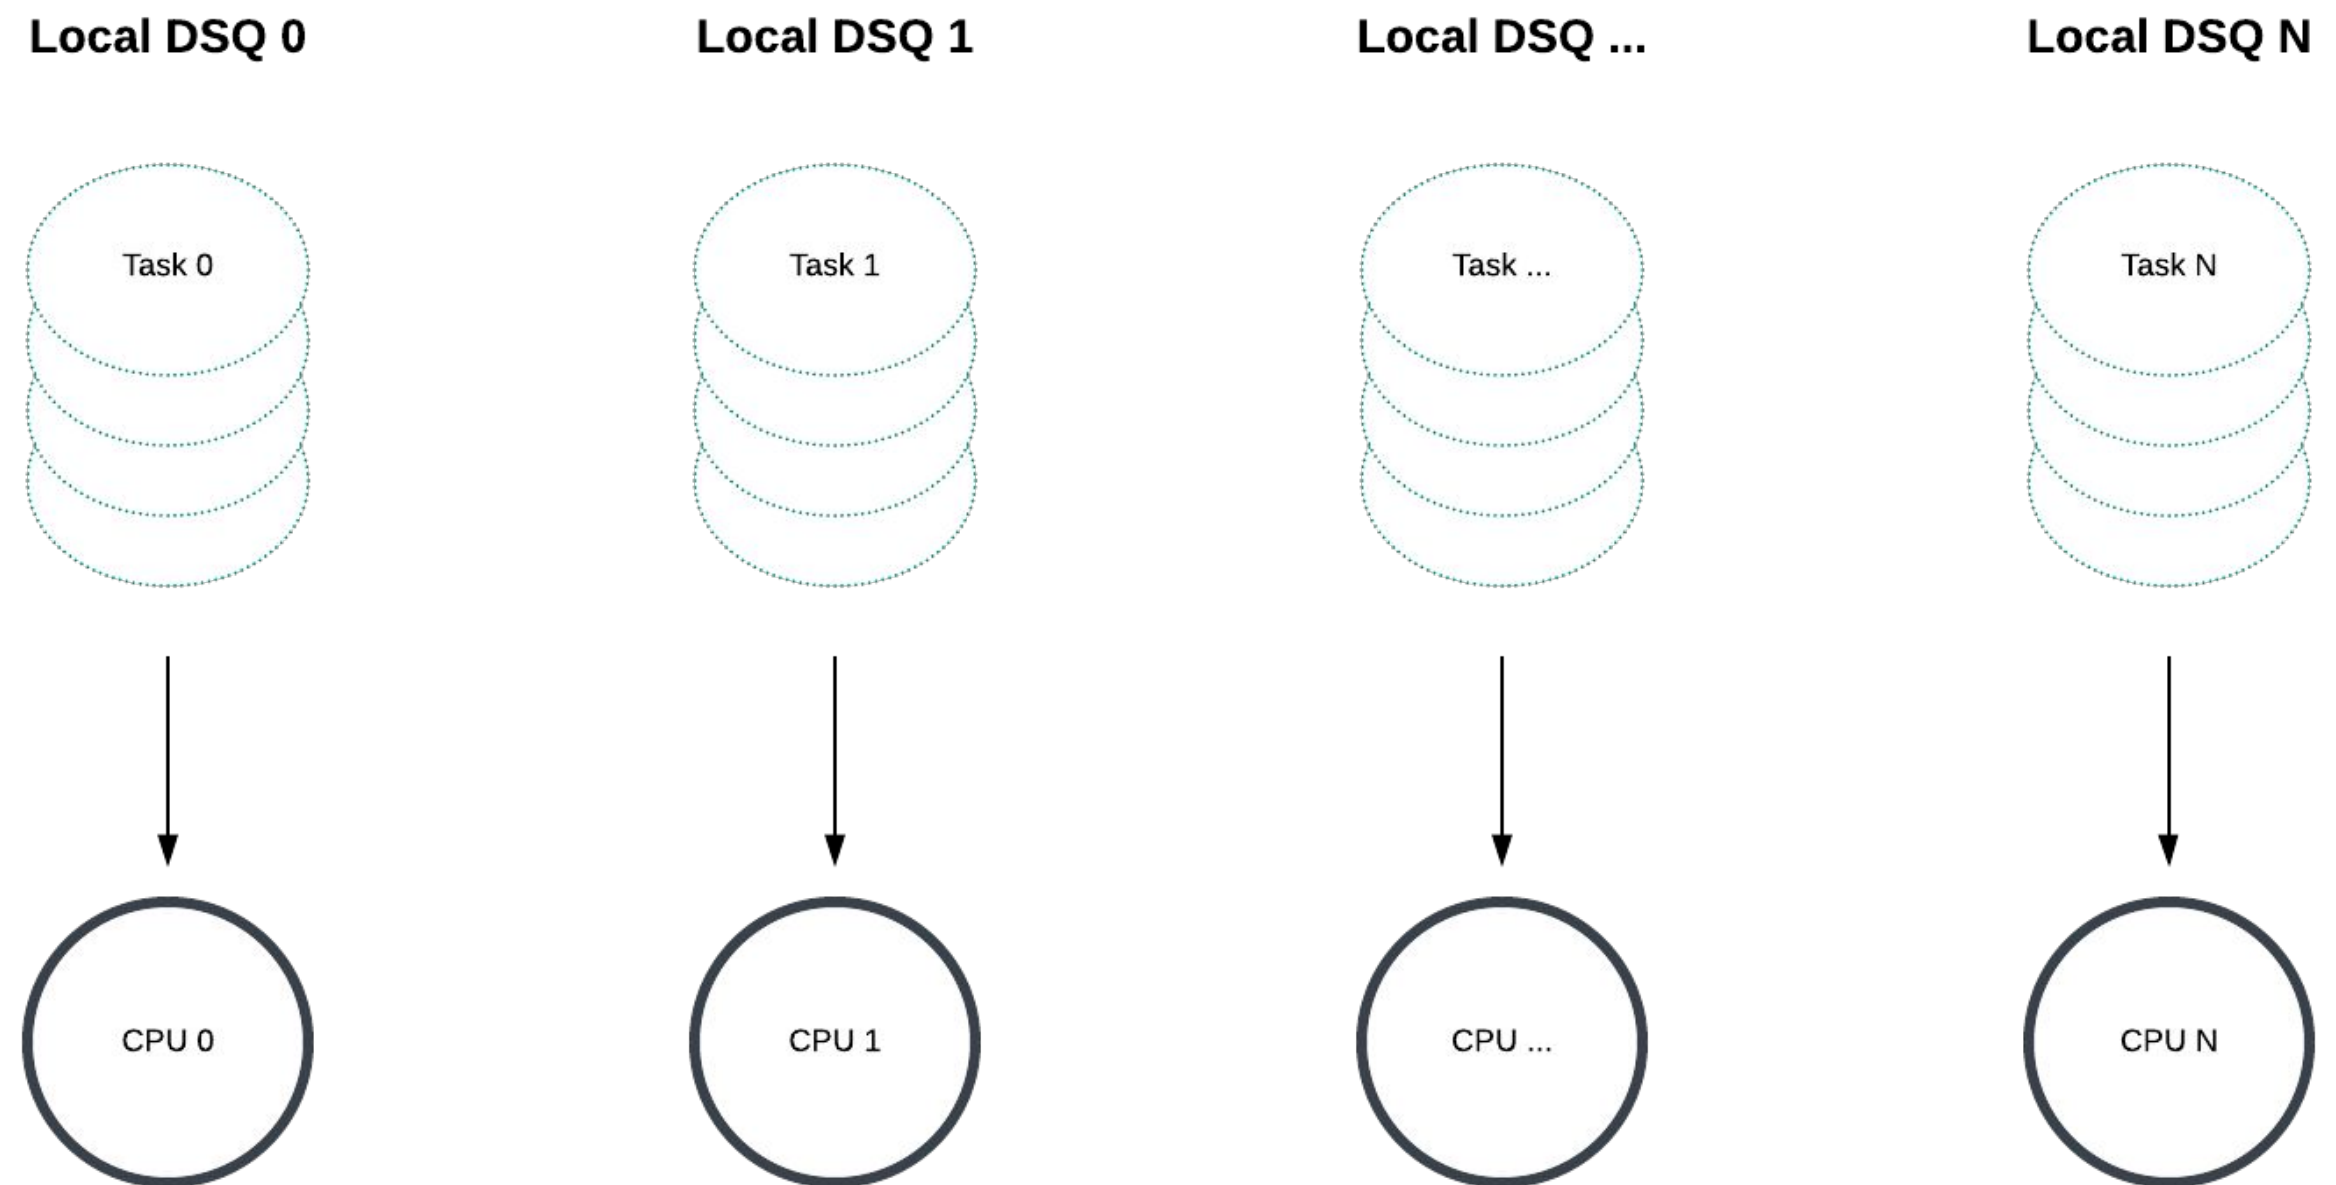 Local DSQ 0 Local DSQ 1 Local DSQ ... Local DSQ N
Task 0 Task 1 Task ... Task N
CPU 0 CPU 1 CPU ... CPU N